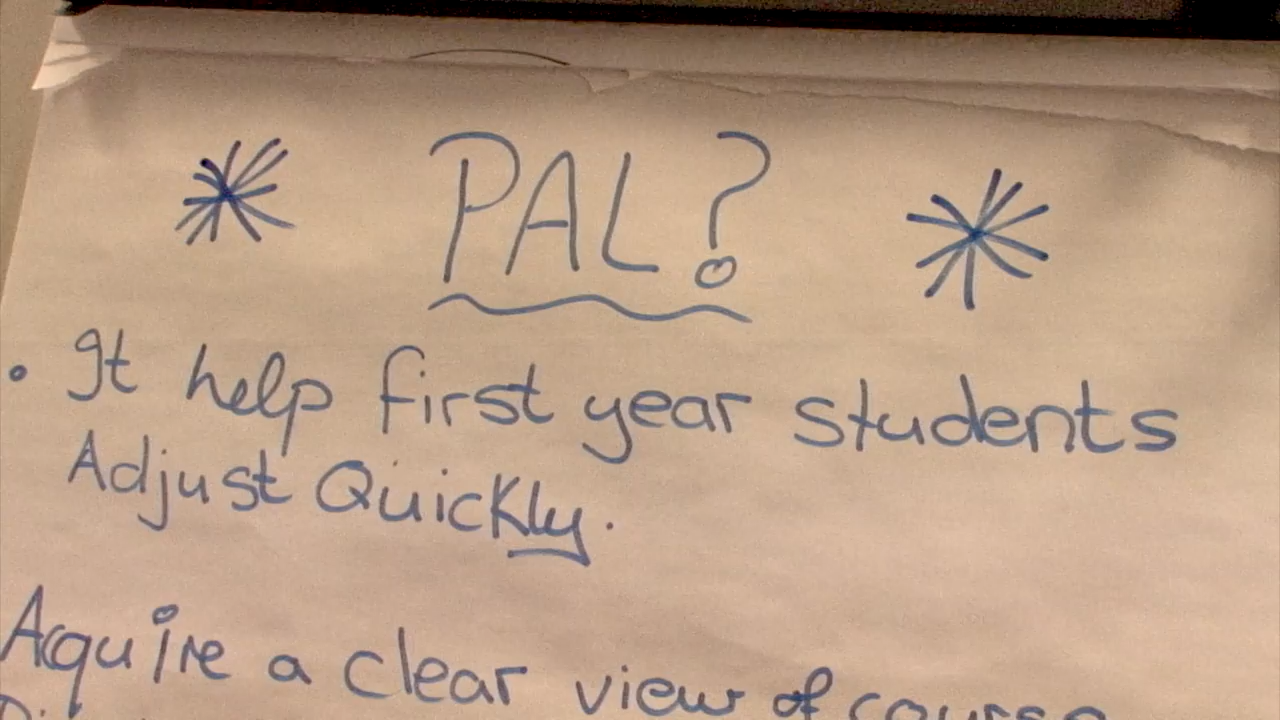 * PAL? *
• It help first year students
Adjust Quickly.
Acquire a clear view of course